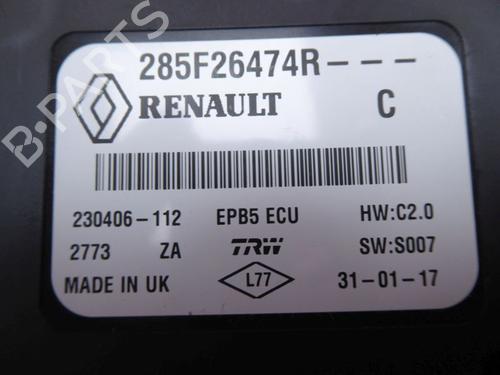 285F26474R---
RENAULT C
230406-112 EPB5 ECU HW:C2.0
2773 ZA TRW SW:S007
MADE IN UK L77 31-01-17